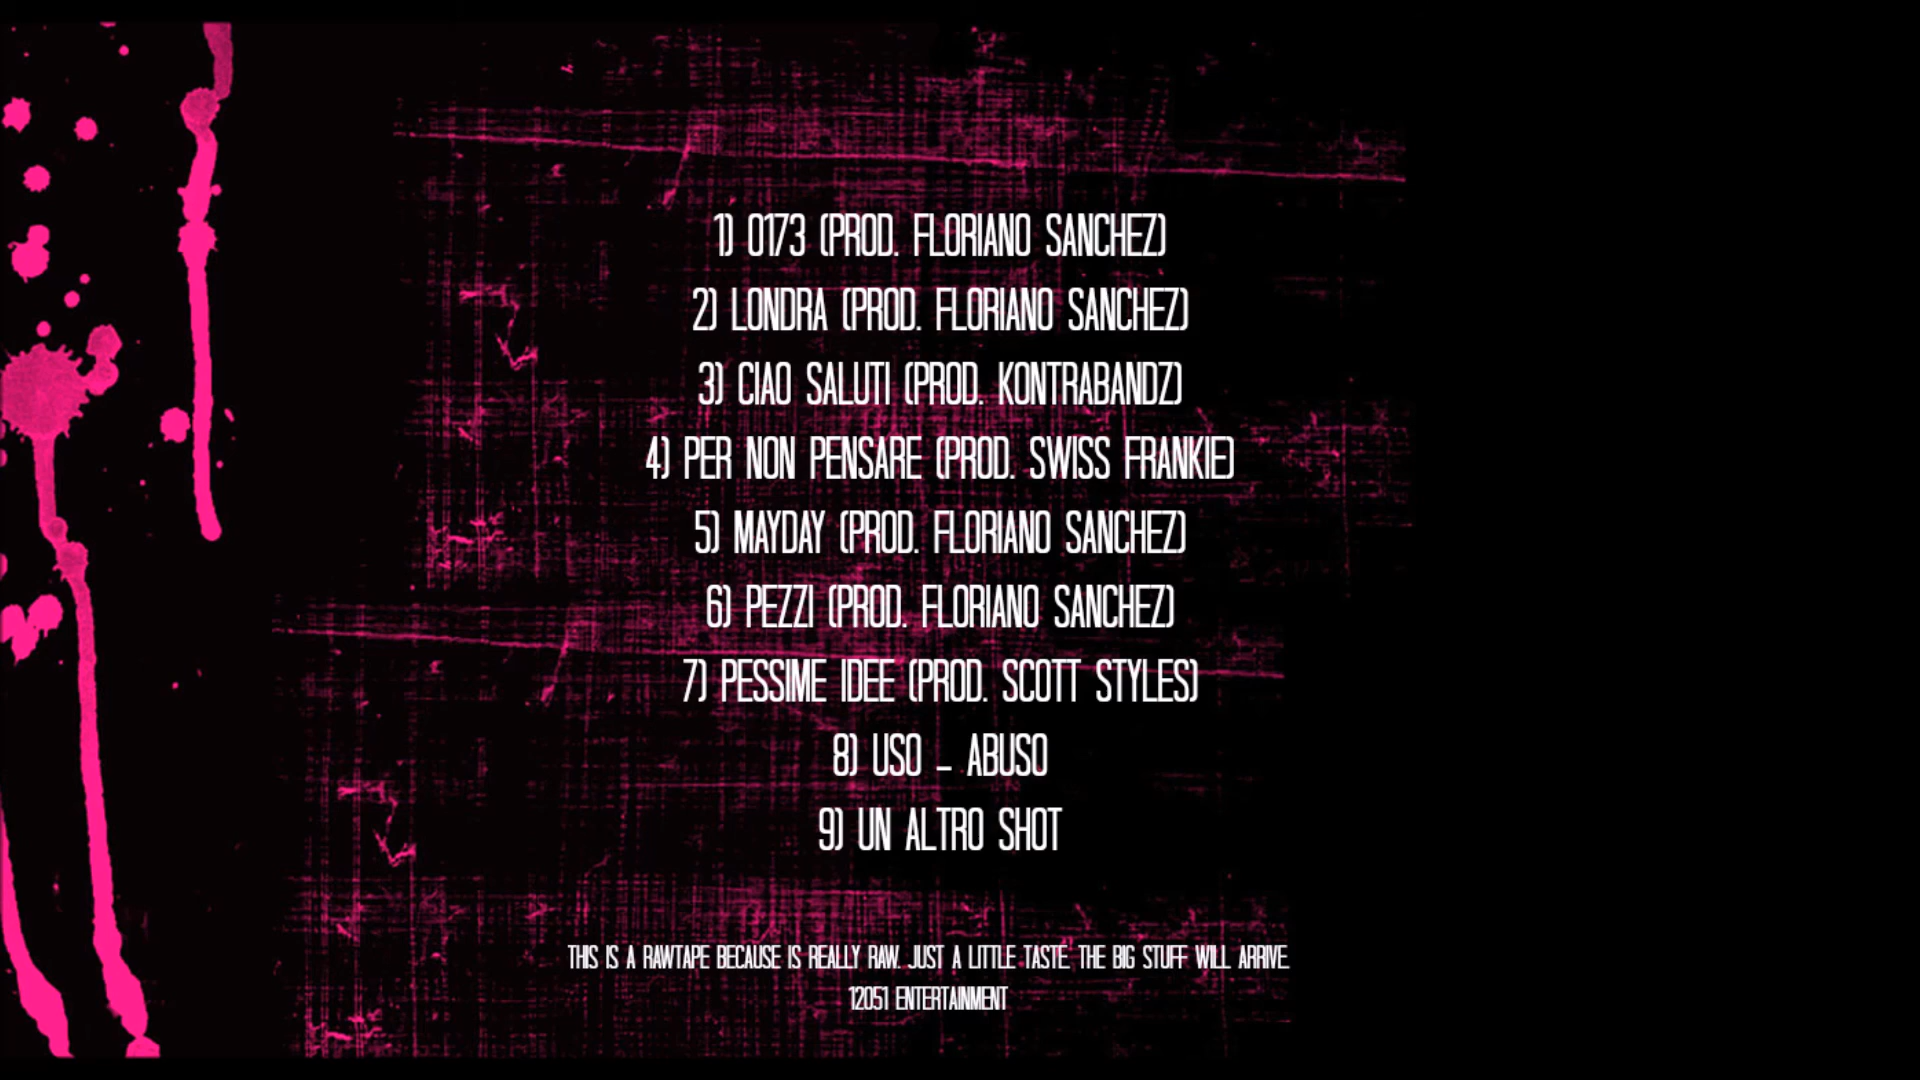 1) 0173 (PROD. FLORIANO SANCHEZ)
2) LONDRA (PROD. FLORIANO SANCHEZ)
3) CIAO SALUTI (PROD. KONTRABANDZ)
4) PER NON PENSARE (PROD. SWISS FRANKIE)
5) MAYDAY (PROD. FLORIANO SANCHEZ)
6) PEZZI (PROD. FLORIANO SANCHEZ)
7) PESSIME IDEE (PROD. SCOTT STYLES)
8) USO - ABUSO
9) UN ALTRO SHOT
THIS IS A RAWTAPE BECAUSE IS REALLY RAW. JUST A LITTLE TASTE. THE BIG STUFF WILL ARRIVE.
12051 ENTERTAINMENT